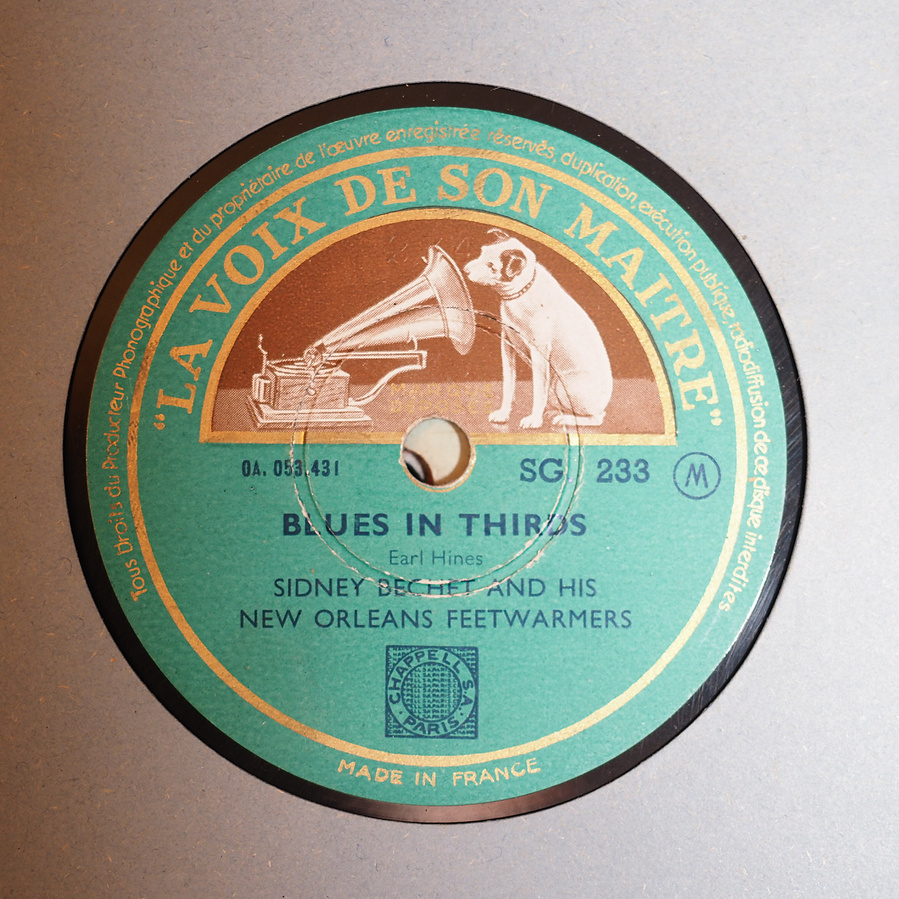 Tous Droits du Producteur Phonographique et du propriétaire de l'œuvre enregistrée réservés, duplication, exécution publique, radiodiffusion de ce disque interdites
"LA VOIX DE SON MAITRE"
OA. 053.431
SG 233
M
BLUES IN THIRDS
Earl Hines
SIDNEY BECHET AND HIS
NEW ORLEANS FEETWARMERS
CHAPPELL S.A.
PARIS
MADE IN FRANCE